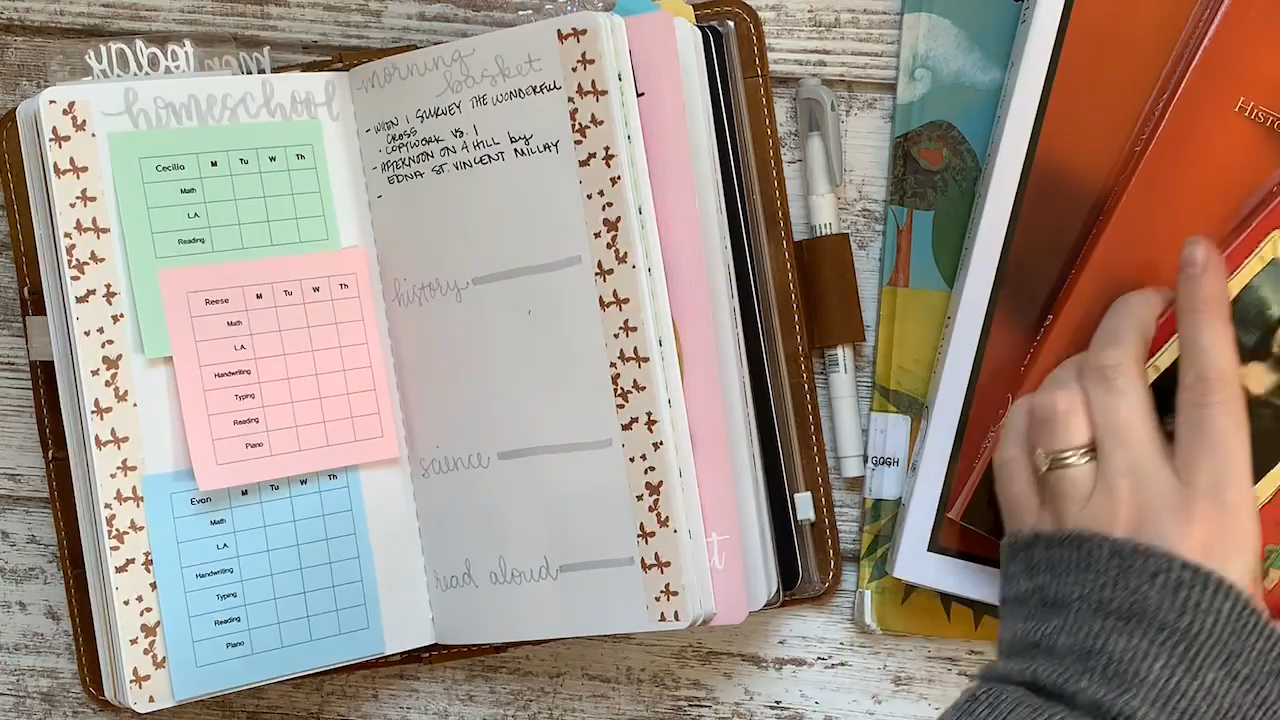 today
homeschool
Cecilia M Tu W Th
Math
L.A.
Reading
Reese M Tu W Th
Math
L.A.
Handwriting
Typing
Reading
Piano
Evan M Tu W Th
Math
L.A.
Handwriting
Typing
Reading
Piano
morning
basket
- WHEN I SURVEY THE WONDERFUL
CROSS
• COPYWORK VS. 1
- AFTERNOON ON A HILL by
EDNA ST. VINCENT MILLAY
-
history
science
read aloud
GOGH